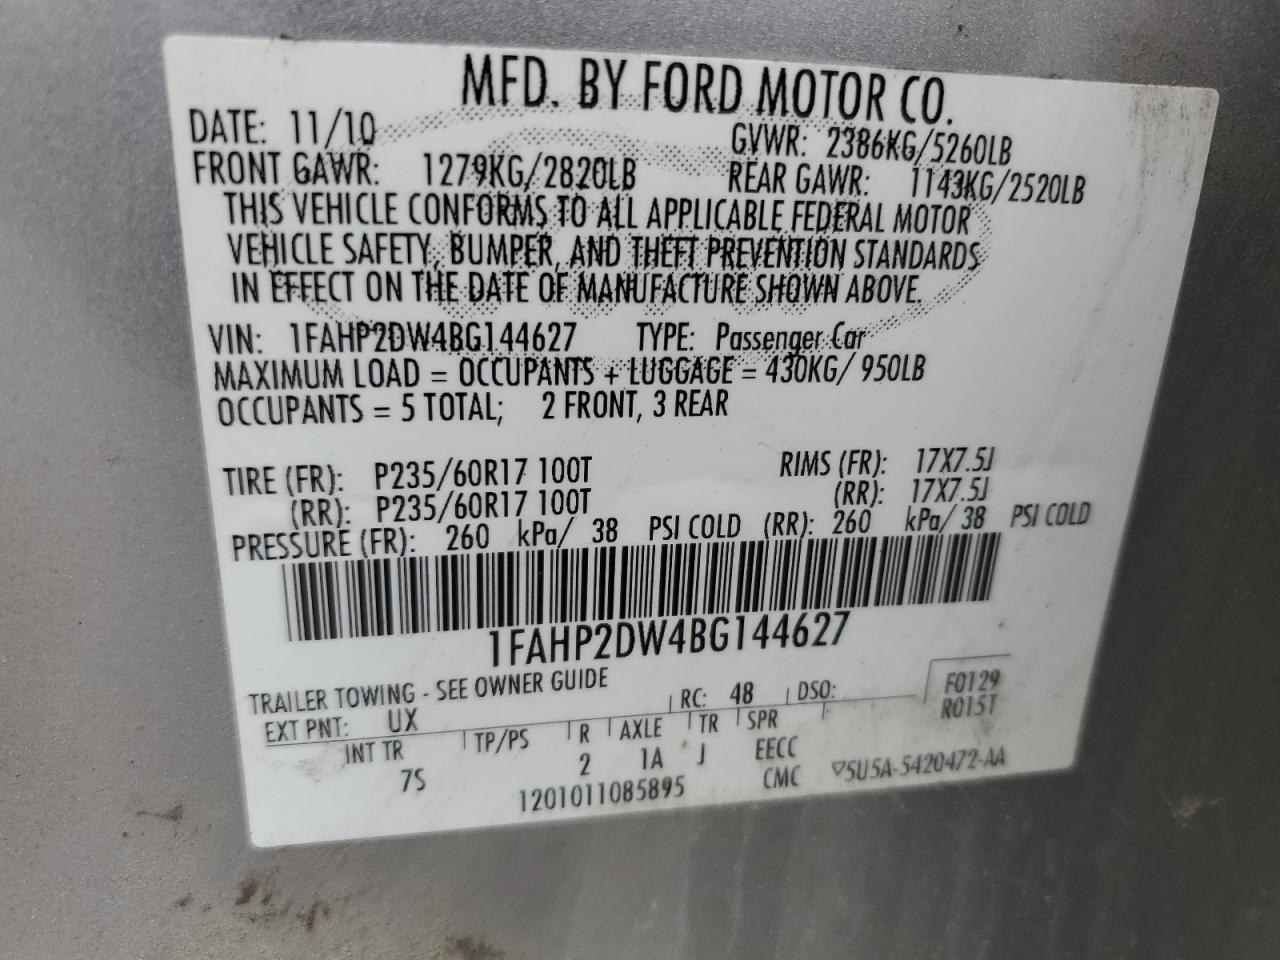 MFD. BY FORD MOTOR CO.
DATE: 11/10 GVWR: 2386KG/5260LB
FRONT GAWR: 1279KG/2820LB REAR GAWR: 1143KG/2520LB
THIS VEHICLE CONFORMS TO ALL APPLICABLE FEDERAL MOTOR
VEHICLE SAFETY, BUMPER, AND THEFT PREVENTION STANDARDS
IN EFFECT ON THE DATE OF MANUFACTURE SHOWN ABOVE.
VIN: 1FAHP2DW4BG144627 TYPE: Passenger Car
MAXIMUM LOAD = OCCUPANTS + LUGGAGE = 430KG/ 950LB
OCCUPANTS = 5 TOTAL; 2 FRONT, 3 REAR
TIRE (FR): P235/60R17 100T RIMS (FR): 17X7.5J
(RR): P235/60R17 100T (RR): 17X7.5J
PRESSURE (FR): 260 kPa/ 38 PSI COLD (RR): 260 kPa/ 38 PSI COLD
1FAHP2DW4BG144627
TRAILER TOWING - SEE OWNER GUIDE
EXT PNT: UX RC: 48 DSO: F0129
R015T
INT TR TP/PS R AXLE TR SPR
7S 2 1A J EECC
1201011085895 CMC ▽5U5A-5420472-AA